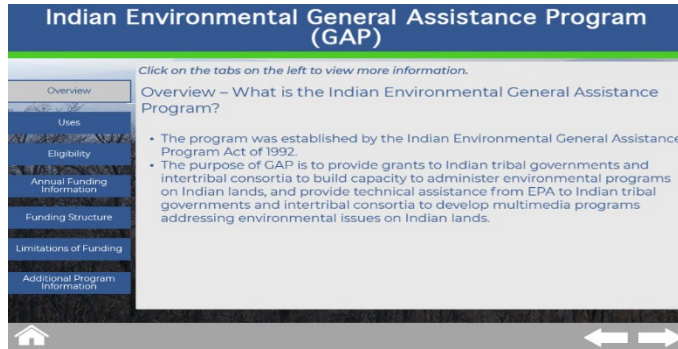 Indian Environmental General Assistance Program
(GAP)
Click on the tabs on the left to view more information.
Overview
Uses
Eligibility
Annual Funding
Information
Funding Structure
Limitations of Funding
Additional Program
Information
Overview – What is the Indian Environmental General Assistance
Program?
• The program was established by the Indian Environmental General Assistance
Program Act of 1992.
• The purpose of GAP is to provide grants to Indian tribal governments and
intertribal consortia to build capacity to administer environmental programs
on Indian lands, and provide technical assistance from EPA to Indian tribal
governments and intertribal consortia to develop multimedia programs
addressing environmental issues on Indian lands.